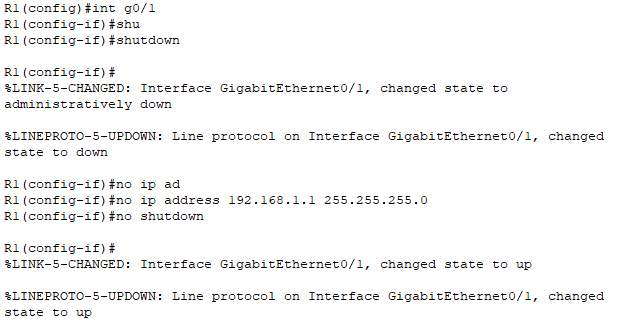 R1(config)#int g0/1
R1(config-if)#shu
R1(config-if)#shutdown
R1(config-if)#
%LINK-5-CHANGED: Interface GigabitEthernet0/1, changed state to
administratively down
%LINEPROTO-5-UPDOWN: Line protocol on Interface GigabitEthernet0/1, changed
state to down
R1(config-if)#no ip ad
R1(config-if)#no ip address 192.168.1.1 255.255.255.0
R1(config-if)#no shutdown
R1(config-if)#
%LINK-5-CHANGED: Interface GigabitEthernet0/1, changed state to up
%LINEPROTO-5-UPDOWN: Line protocol on Interface GigabitEthernet0/1, changed
state to up